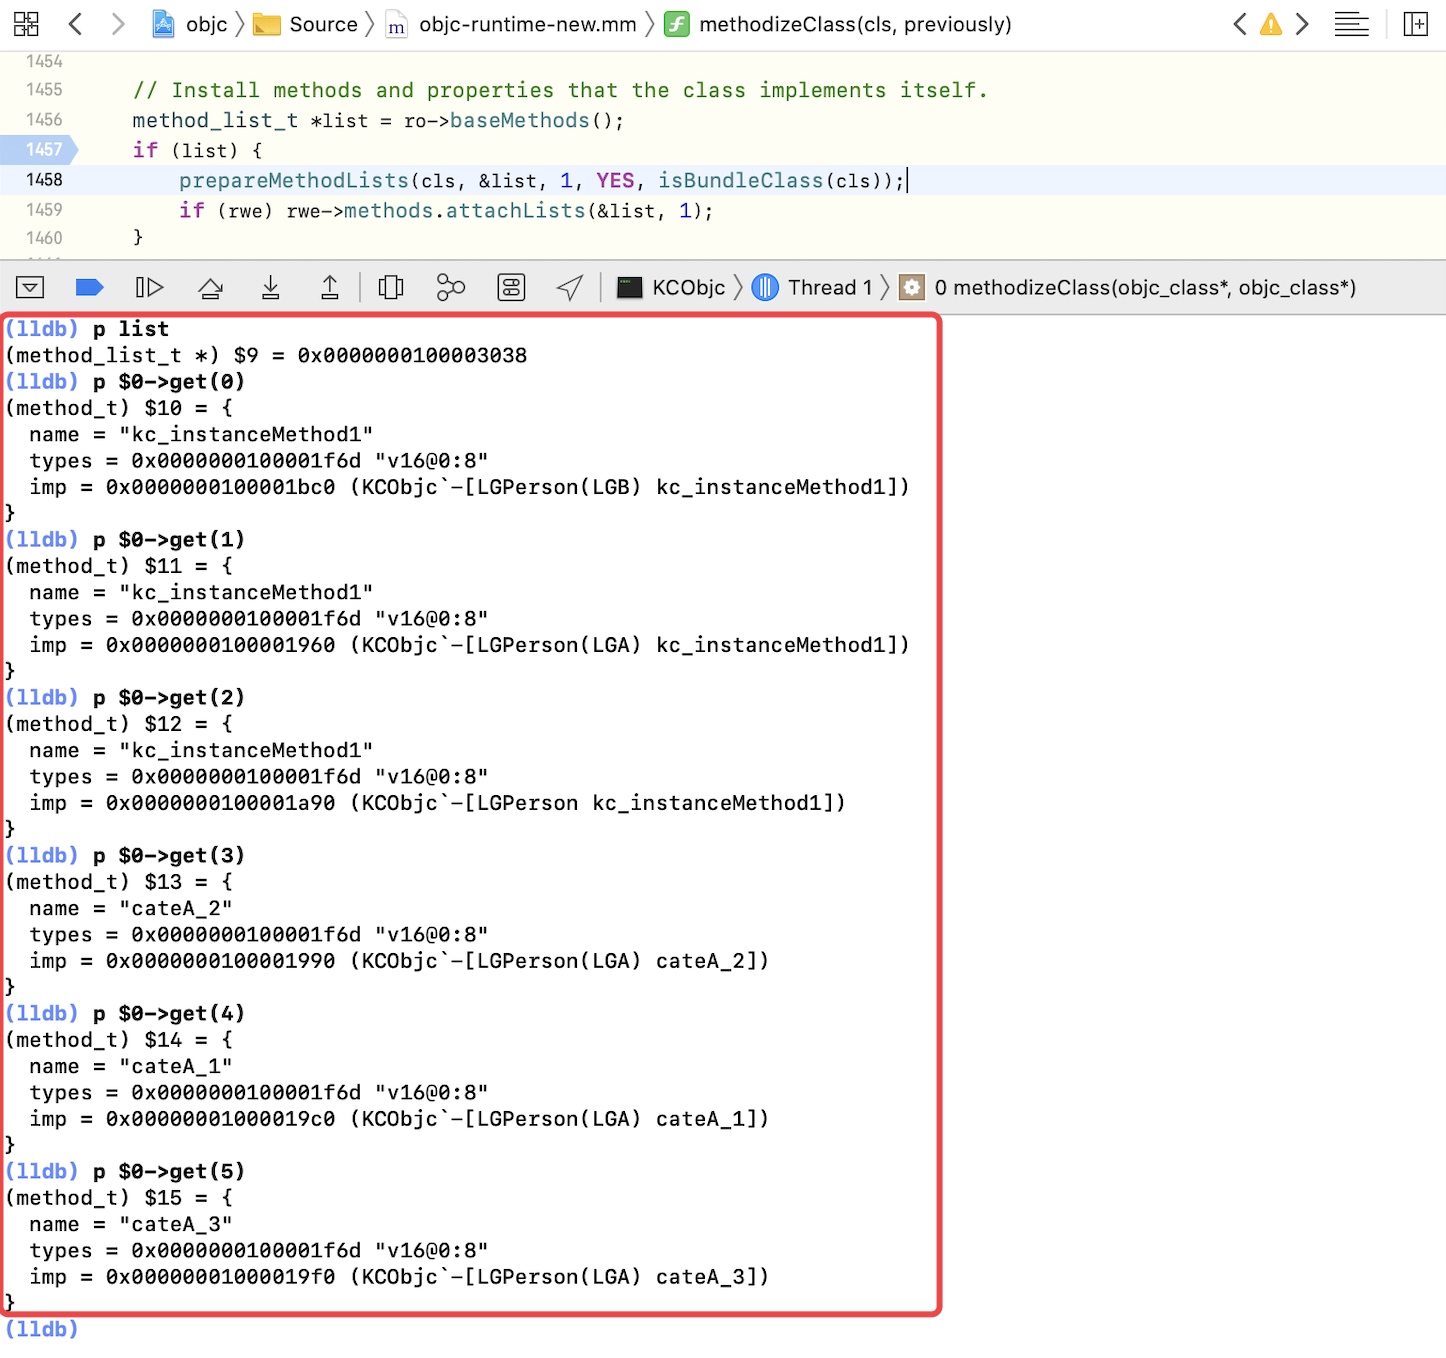 objc Source m objc-runtime-new.mm f methodizeClass(cls, previously)
1454
1455 // Install methods and properties that the class implements itself.
1456 method_list_t *list = ro->baseMethods();
1457 if (list) {
1458 prepareMethodLists(cls, &list, 1, YES, isBundleClass(cls));
1459 if (rwe) rwe->methods.attachLists(&list, 1);
1460 }
KCObjc Thread 1 0 methodizeClass(objc_class*, objc_class*)
(lldb) p list
(method_list_t *) $9 = 0x0000000100003038
(lldb) p $0->get(0)
(method_t) $10 = {
name = "kc_instanceMethod1"
types = 0x0000000100001f6d "v16@0:8"
imp = 0x0000000100001bc0 (KCObjc`-[LGPerson(LGB) kc_instanceMethod1])
}
(lldb) p $0->get(1)
(method_t) $11 = {
name = "kc_instanceMethod1"
types = 0x0000000100001f6d "v16@0:8"
imp = 0x0000000100001960 (KCObjc`-[LGPerson(LGA) kc_instanceMethod1])
}
(lldb) p $0->get(2)
(method_t) $12 = {
name = "kc_instanceMethod1"
types = 0x0000000100001f6d "v16@0:8"
imp = 0x0000000100001a90 (KCObjc`-[LGPerson kc_instanceMethod1])
}
(lldb) p $0->get(3)
(method_t) $13 = {
name = "cateA_2"
types = 0x0000000100001f6d "v16@0:8"
imp = 0x0000000100001990 (KCObjc`-[LGPerson(LGA) cateA_2])
}
(lldb) p $0->get(4)
(method_t) $14 = {
name = "cateA_1"
types = 0x0000000100001f6d "v16@0:8"
imp = 0x00000001000019c0 (KCObjc`-[LGPerson(LGA) cateA_1])
}
(lldb) p $0->get(5)
(method_t) $15 = {
name = "cateA_3"
types = 0x0000000100001f6d "v16@0:8"
imp = 0x00000001000019f0 (KCObjc`-[LGPerson(LGA) cateA_3])
}
(lldb)